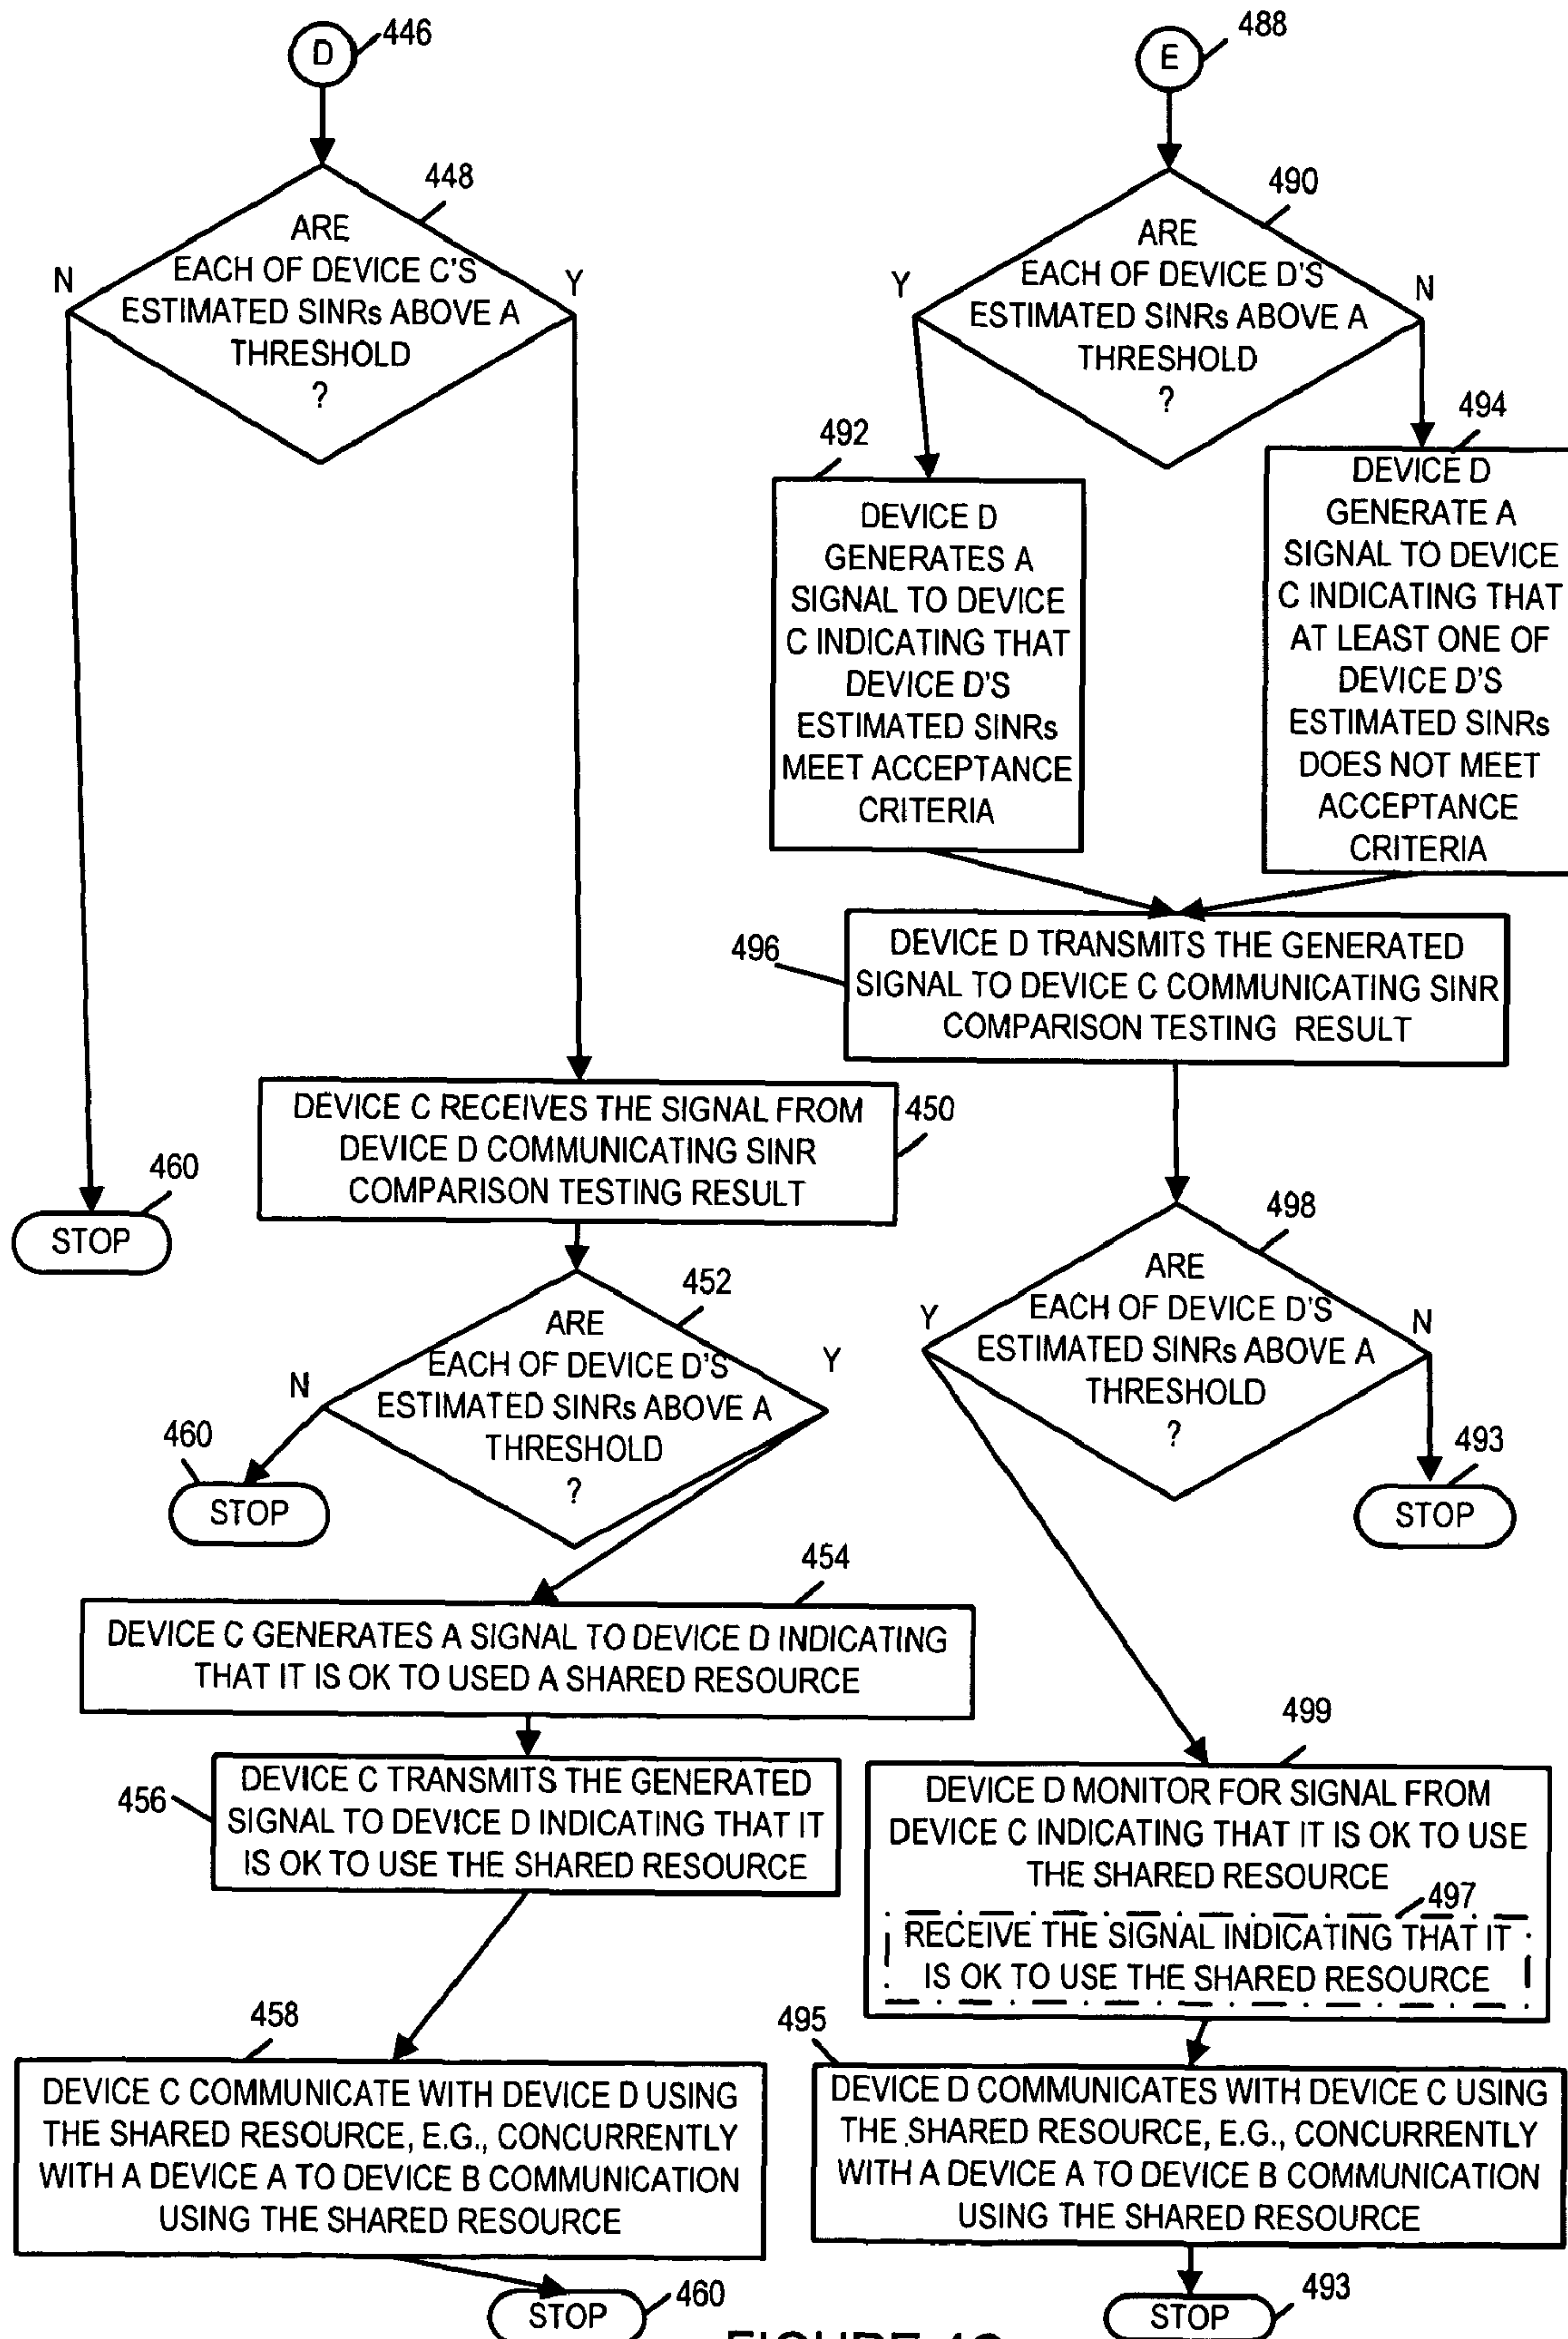 D
446
448
ARE
EACH OF DEVICE C'S
ESTIMATED SINRs ABOVE A
THRESHOLD
?
N
Y
460
STOP
DEVICE C RECEIVES THE SIGNAL FROM
DEVICE D COMMUNICATING SINR
COMPARISON TESTING RESULT
450
452
ARE
EACH OF DEVICE D'S
ESTIMATED SINRs ABOVE A
THRESHOLD
?
N
Y
460
STOP
454
DEVICE C GENERATES A SIGNAL TO DEVICE D INDICATING
THAT IT IS OK TO USED A SHARED RESOURCE
456
DEVICE C TRANSMITS THE GENERATED
SIGNAL TO DEVICE D INDICATING THAT IT
IS OK TO USE THE SHARED RESOURCE
458
DEVICE C COMMUNICATE WITH DEVICE D USING
THE SHARED RESOURCE, E.G., CONCURRENTLY
WITH A DEVICE A TO DEVICE B COMMUNICATION
USING THE SHARED RESOURCE
STOP
460
E
488
490
ARE
EACH OF DEVICE D'S
ESTIMATED SINRs ABOVE A
THRESHOLD
?
Y
N
492
DEVICE D
GENERATES A
SIGNAL TO DEVICE
C INDICATING THAT
DEVICE D'S
ESTIMATED SINRs
MEET ACCEPTANCE
CRITERIA
494
DEVICE D
GENERATE A
SIGNAL TO DEVICE
C INDICATING THAT
AT LEAST ONE OF
DEVICE D'S
ESTIMATED SINRs
DOES NOT MEET
ACCEPTANCE
CRITERIA
496
DEVICE D TRANSMITS THE GENERATED
SIGNAL TO DEVICE C COMMUNICATING SINR
COMPARISON TESTING RESULT
498
ARE
EACH OF DEVICE D'S
ESTIMATED SINRs ABOVE A
THRESHOLD
?
Y
N
493
STOP
499
DEVICE D MONITOR FOR SIGNAL FROM
DEVICE C INDICATING THAT IT IS OK TO USE
THE SHARED RESOURCE
497
RECEIVE THE SIGNAL INDICATING THAT IT
IS OK TO USE THE SHARED RESOURCE
495
DEVICE D COMMUNICATES WITH DEVICE C USING
THE SHARED RESOURCE, E.G., CONCURRENTLY
WITH A DEVICE A TO DEVICE B COMMUNICATION
USING THE SHARED RESOURCE
STOP
493